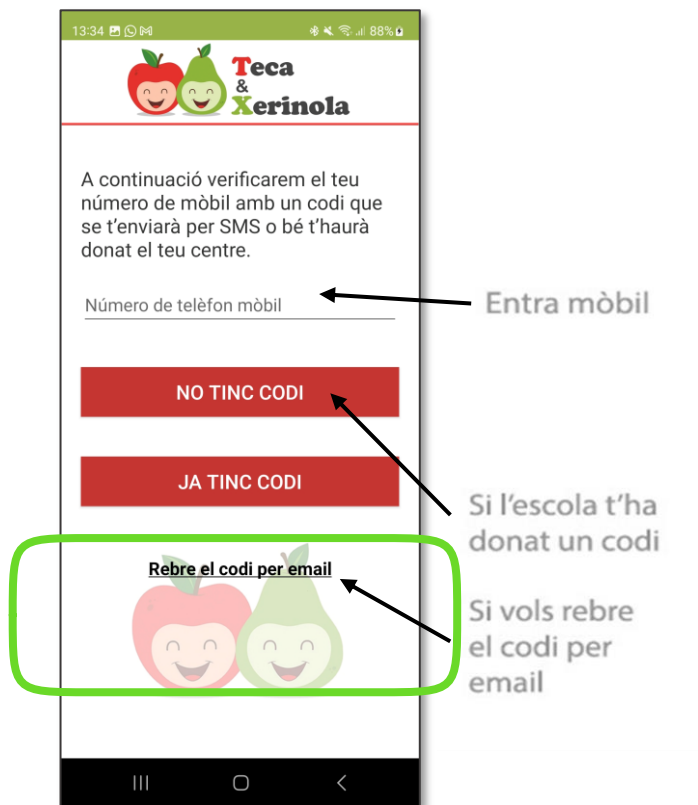 13:34
88%
Teca
&
Xerinola
A continuació verificarem el teu
número de mòbil amb un codi que
se t'enviarà per SMS o bé t'haurà
donat el teu centre.
Número de telèfon mòbil
Entra mòbil
NO TINC CODI
JA TINC CODI
Si l'escola t'ha
donat un codi
Rebre el codi per email
Si vols rebre
el codi per
email